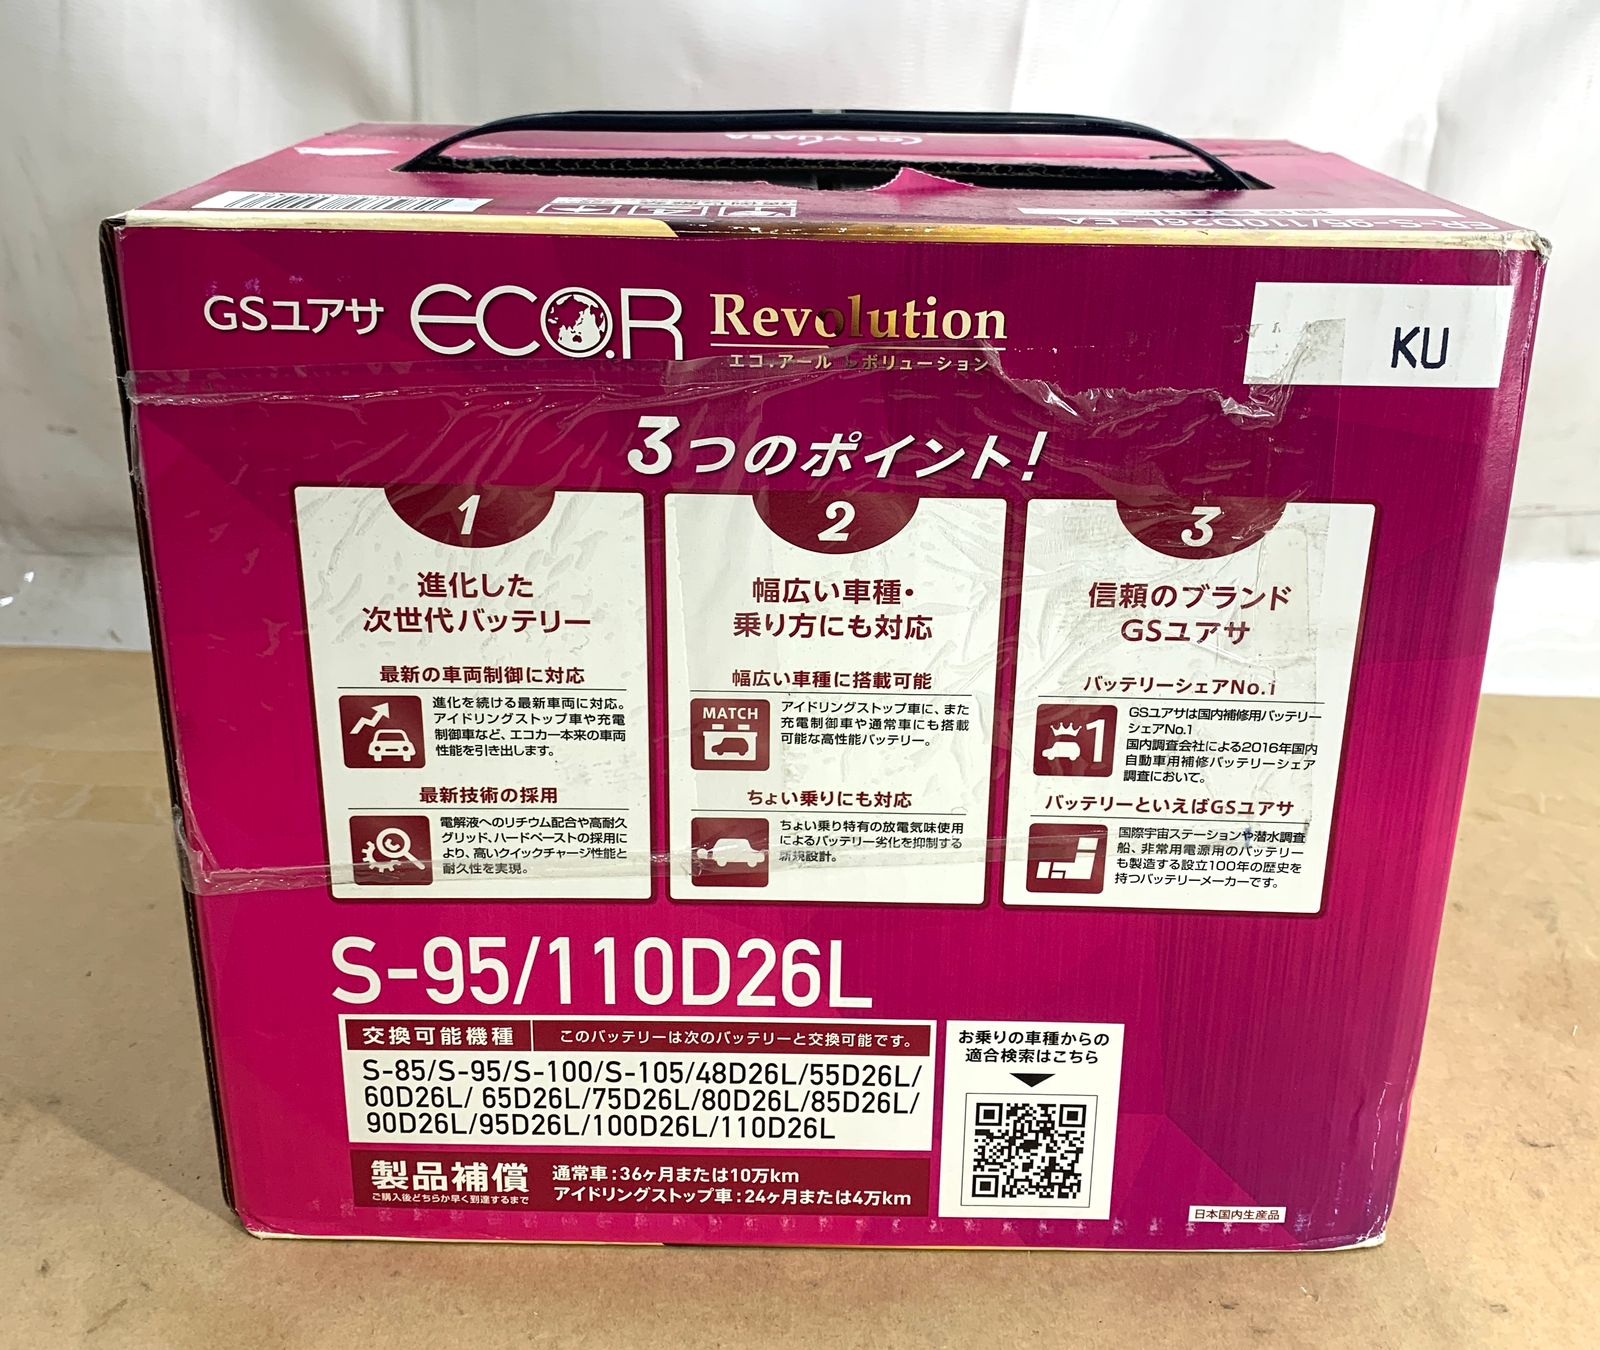 GS YUASA
ER-S-95/110D26L-EA
GSユアサ ECO.R Revolution
エコ.アール レボリューション
KU
3つのポイント!
1
進化した
次世代バッテリー
最新の車両制御に対応
進化を続ける最新車両に対応。
アイドリングストップ車や充電
制御車など、エコカー本来の車両
性能を引き出します。
最新技術の採用
電解液へのリチウム配合や高耐久
グリッド、ハードペーストの採用に
より、高いクイックチャージ性能と
耐久性を実現。
2
幅広い車種・
乗り方にも対応
幅広い車種に搭載可能
MATCH
アイドリングストップ車に、また
充電制御車や通常車にも搭載
可能な高性能バッテリー。
ちょい乗りにも対応
ちょい乗り特有の放電気味使用
によるバッテリー劣化を抑制する
新規設計。
3
信頼のブランド
GSユアサ
バッテリーシェアNo.1
1
GSユアサは国内補修用バッテリー
シェアNo.1
国内調査会社による2016年国内
自動車用補修バッテリーシェア
調査において。
バッテリーといえばGSユアサ
国際宇宙ステーションや潜水調査
船、非常用電源用のバッテリー
も製造する設立100年の歴史を
持つバッテリーメーカーです。
S-95/110D26L
交換可能機種 このバッテリーは次のバッテリーと交換可能です。
S-85/S-95/S-100/S-105/48D26L/55D26L/
60D26L/ 65D26L/75D26L/80D26L/85D26L/
90D26L/95D26L/100D26L/110D26L
製品補償
ご購入後どちらか早く到達するまで
通常車:36ヶ月または10万km
アイドリングストップ車:24ヶ月または4万km
お乗りの車種からの
適合検索はこちら
日本国内生産品